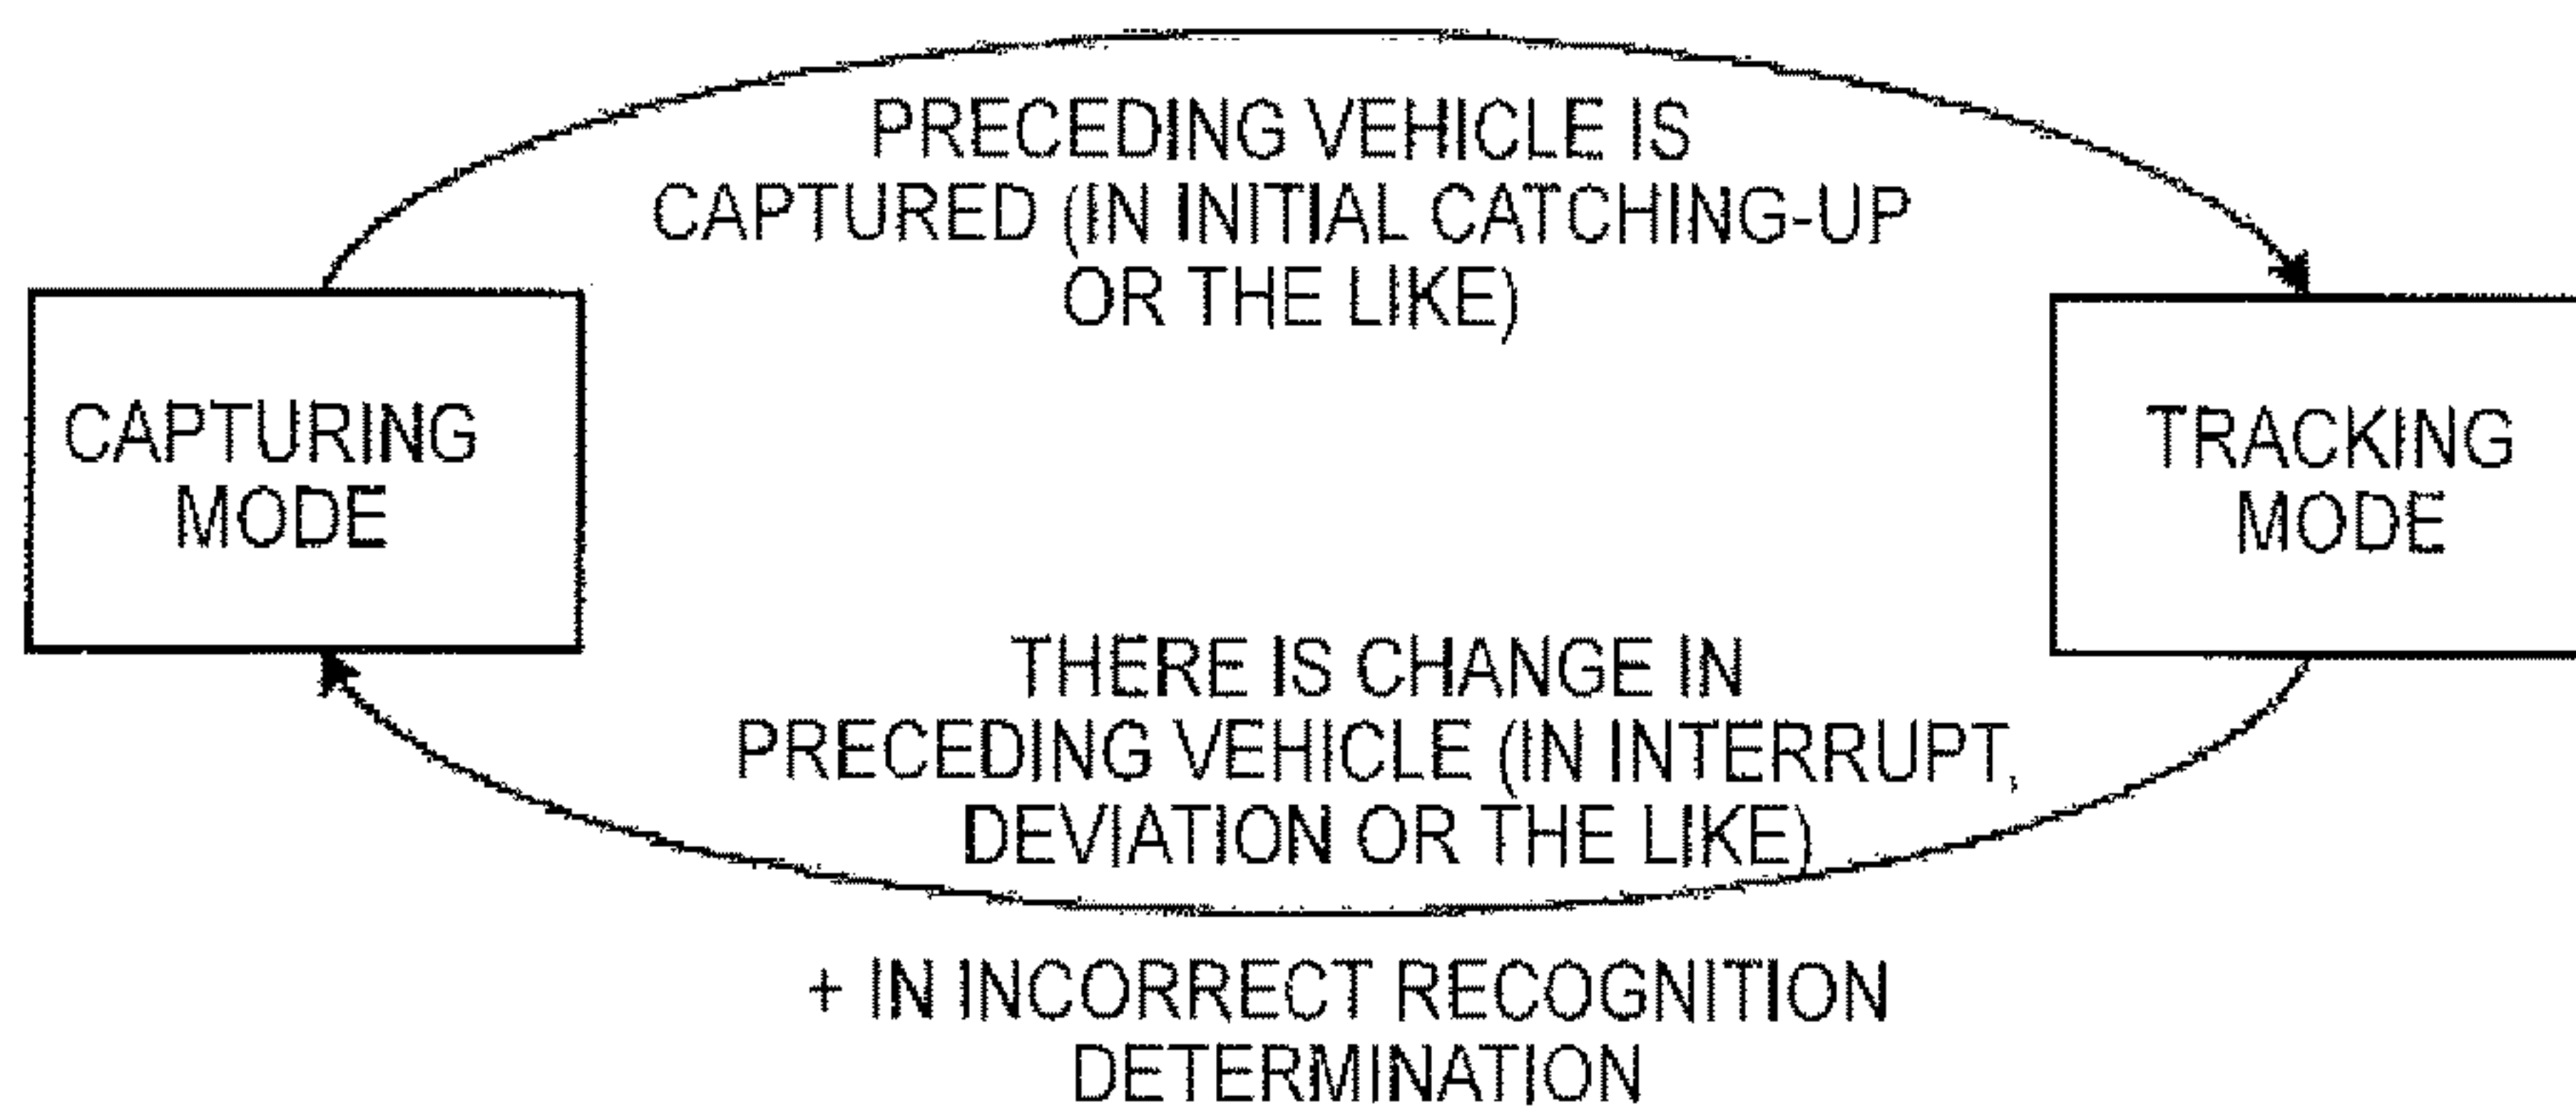 PRECEDING VEHICLE IS
CAPTURED (IN INITIAL CATCHING-UP
OR THE LIKE)
CAPTURING
MODE
TRACKING
MODE
THERE IS CHANGE IN
PRECEDING VEHICLE (IN INTERRUPT,
DEVIATION OR THE LIKE)
+ IN INCORRECT RECOGNITION
DETERMINATION